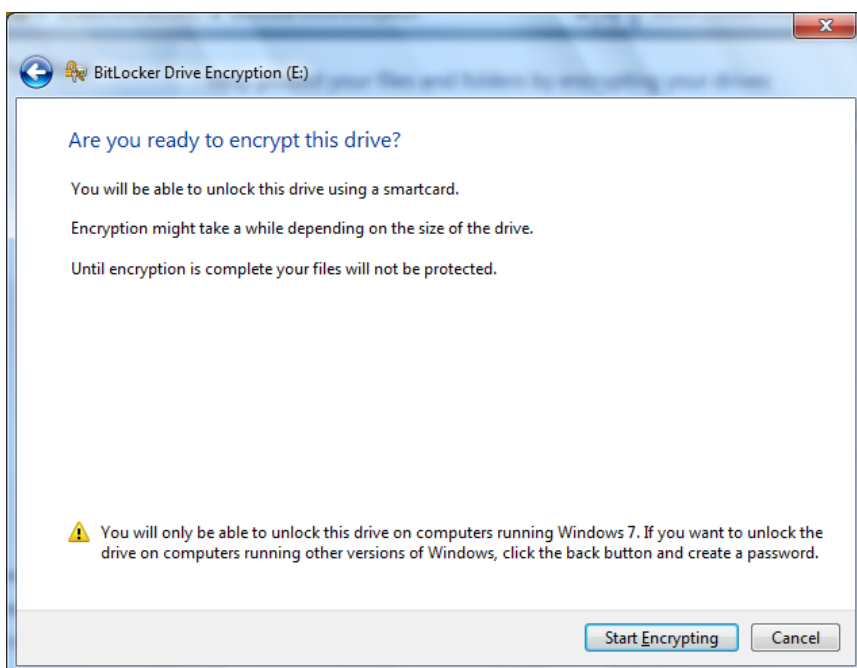 BitLocker Drive Encryption (E:)
Are you ready to encrypt this drive?
You will be able to unlock this drive using a smartcard.
Encryption might take a while depending on the size of the drive.
Until encryption is complete your files will not be protected.
You will only be able to unlock this drive on computers running Windows 7. If you want to unlock the
drive on computers running other versions of Windows, click the back button and create a password.
Start Encrypting
Cancel